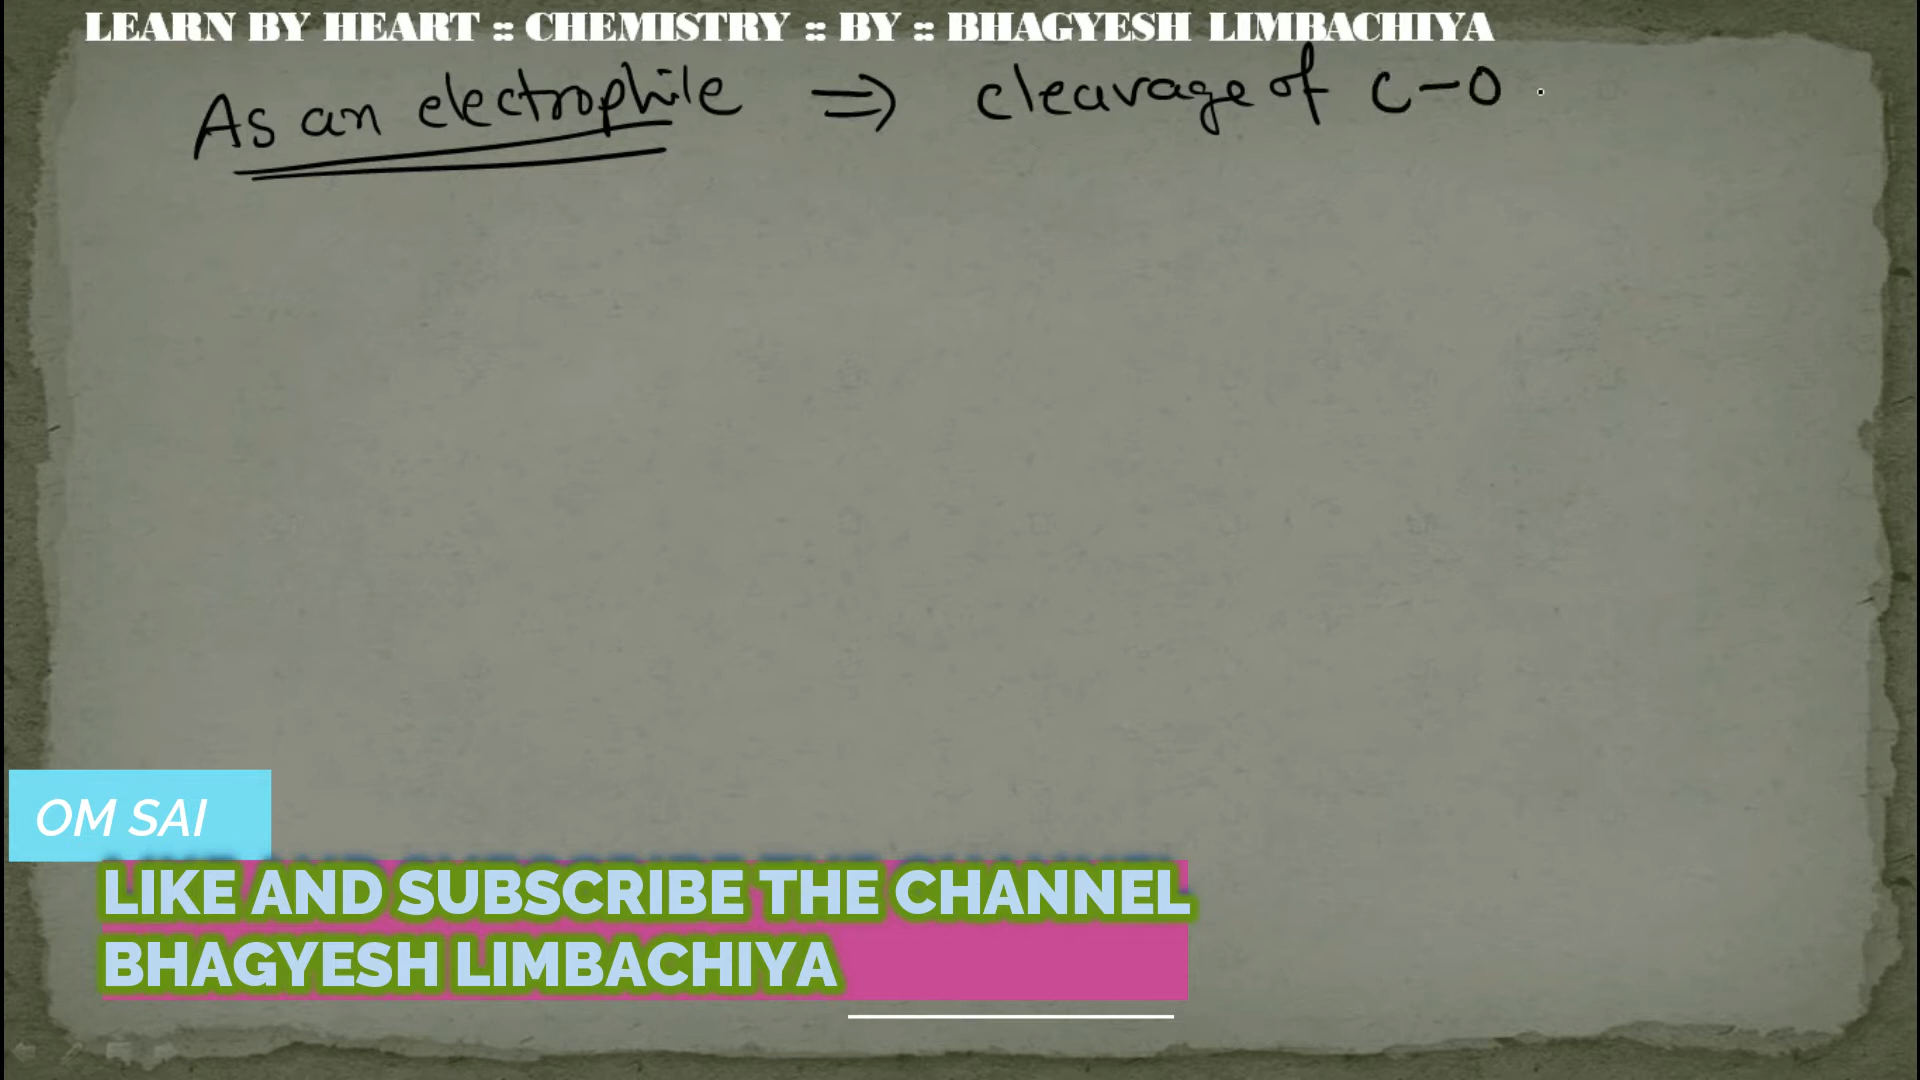 LEARN BY HEART :: CHEMISTRY :: BY :: BHAGYESH LIMBACHIYA
As an electrophile ⇒ cleavage of C-O
OM SAI
LIKE AND SUBSCRIBE THE CHANNEL
BHAGYESH LIMBACHIYA